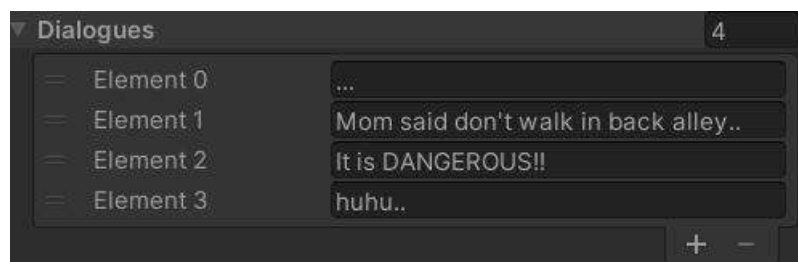 Dialogues 4
Element 0 ...
Element 1 Mom said don't walk in back alley..
Element 2 It is DANGEROUS!!
Element 3 huhu..
+ −